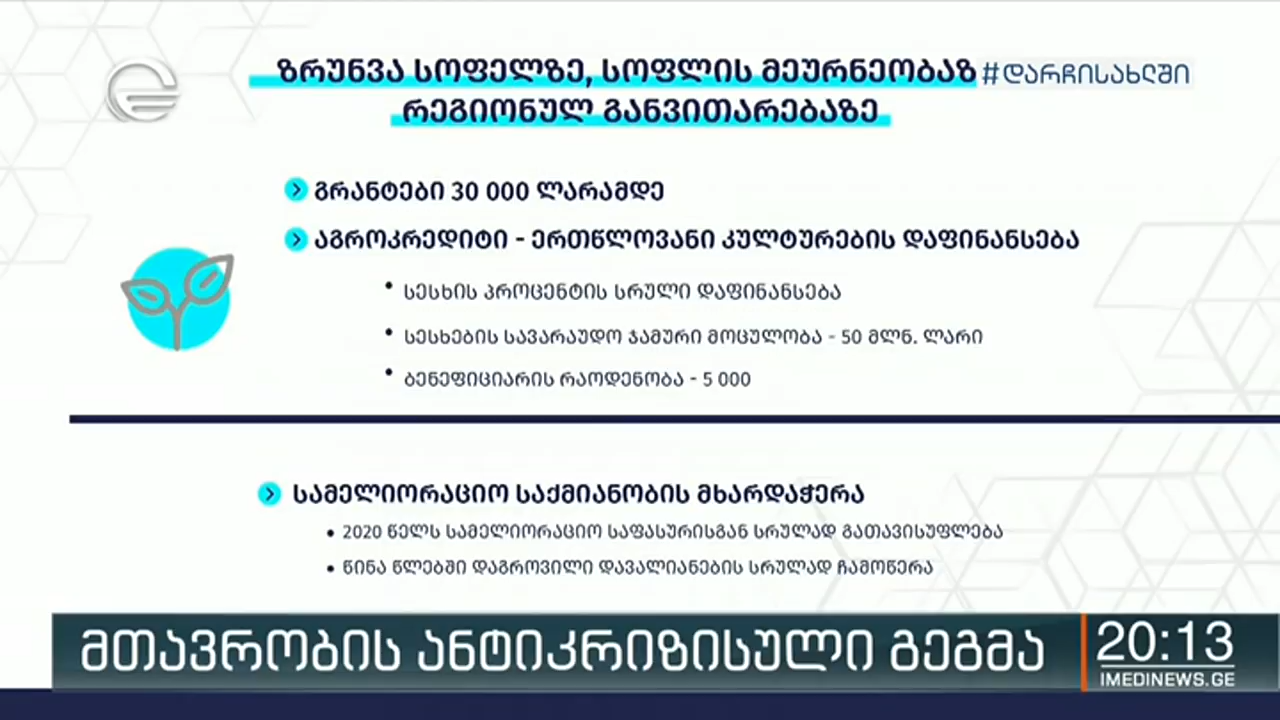 ზრუნვა სოფელზე, სოფლის მეურნეობაზ #დარჩისახლში
რეგიონულ განვითარებაზე
გრანტები 30 000 ლარამდე
აგროკრედიტი - ერთწლოვანი კულტურების დაფინანსება
• სესხის პროცენტის სრული დაფინანსება
• სესხების სავარაუდო ჯამური მოცულობა - 50 მლნ. ლარი
• ბენეფიციარის რაოდენობა - 5 000
სამელიორაციო საქმიანობის მხარდაჭერა
• 2020 წელს სამელიორაციო საფასურისგან სრულად გათავისუფლება
• წინა წლებში დაგროვილი დავალიანების სრულად ჩამოწერა
მთავრობის ანტიკრიზისული გეგმა
20:13
IMEDINEWS.GE